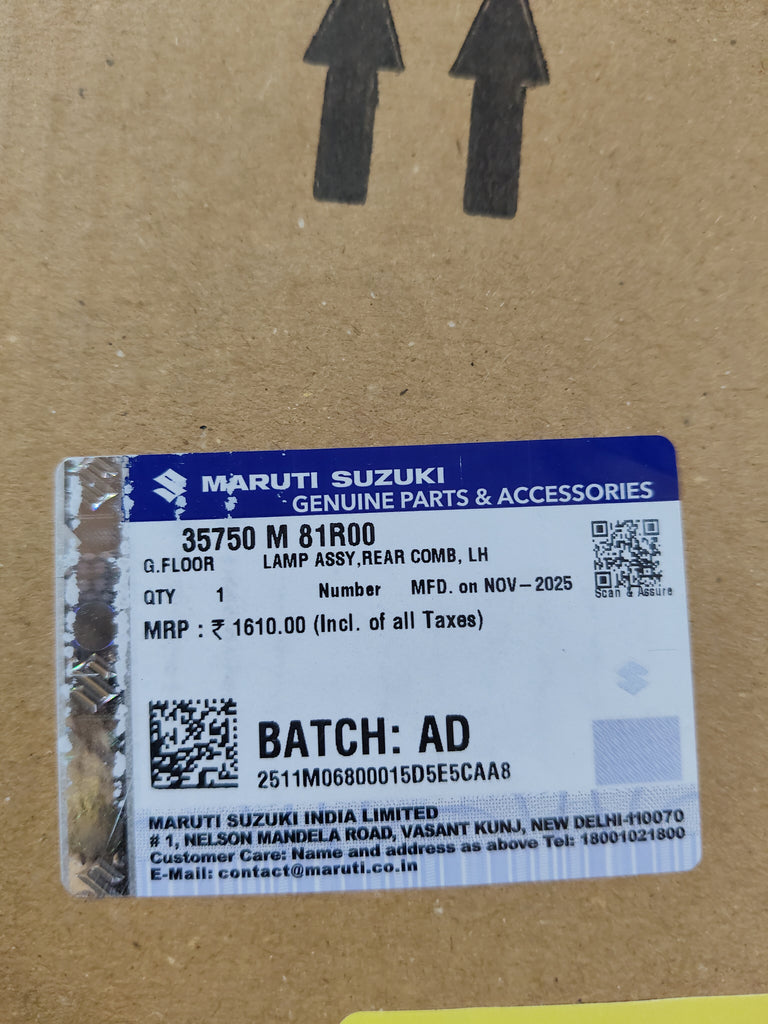 MARUTI SUZUKI
GENUINE PARTS & ACCESSORIES
35750 M 81R00
G.FLOOR LAMP ASSY,REAR COMB, LH
QTY 1 Number MFD. on NOV-2025
Scan & Assure
MRP : ₹ 1610.00 (Incl. of all Taxes)
BATCH: AD
2511M06800015D5E5CAA8
MARUTI SUZUKI INDIA LIMITED
# 1, NELSON MANDELA ROAD, VASANT KUNJ, NEW DELHI-110070
Customer Care: Name and address as above Tel: 18001021800
E-Mail: contact@maruti.co.in